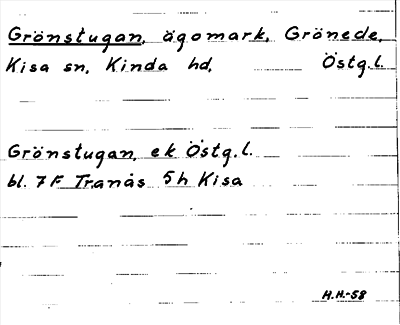 Grönstugan, ägomark, Grönede,
Kisa sn, Kinda hd, Östg.l.
Grönstugan, ek Östg.l.
bl. 7F Tranås 5h Kisa
H.H.-58